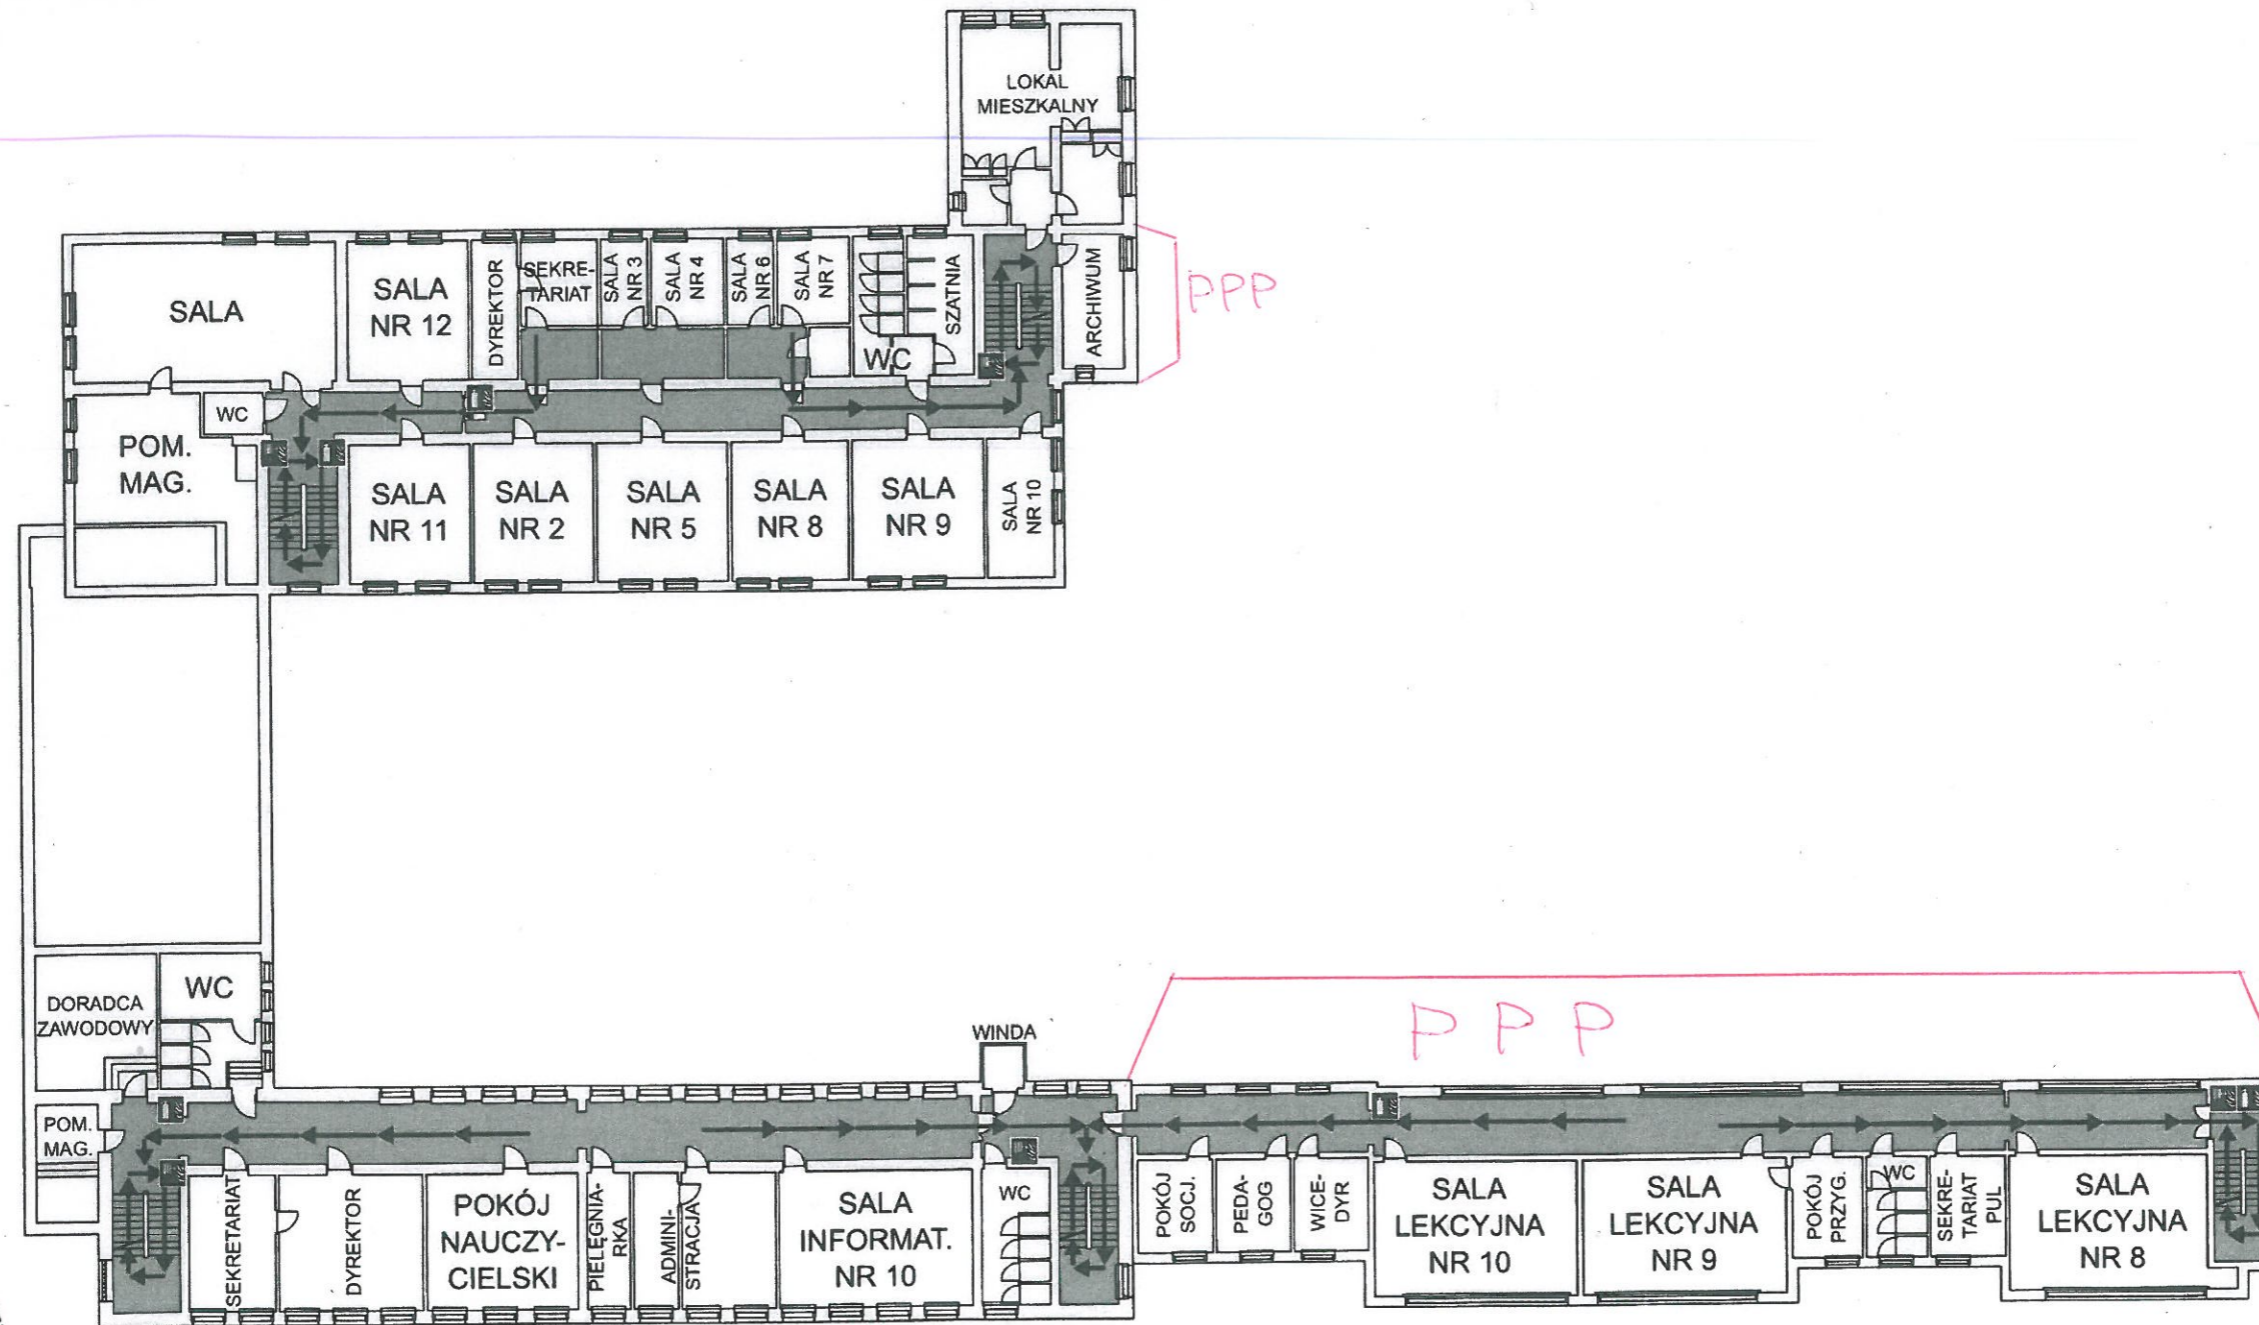 LOKAL
MIESZKALNY
SALA
SALA
NR 12
DYREKTOR
SEKRE-
TARIAT
SALA
NR 3
SALA
NR 4
SALA
NR 6
SALA
NR 7
WC
SZATNIA
ARCHIWUM
PPP
POM.
MAG.
WC
SALA
NR 11
SALA
NR 2
SALA
NR 5
SALA
NR 8
SALA
NR 9
SALA
NR 10
DORADCA
ZAWODOWY
WC
WINDA
PPP
POM.
MAG.
SEKRETARIAT
DYREKTOR
POKÓJ
NAUCZY-
CIELSKI
PIELĘGNIA-
RKA
ADMINI-
STRACJA
SALA
INFORMAT.
NR 10
WC
POKÓJ
SOCJ.
PEDA-
GOG
WICE-
DYR
SALA
LEKCYJNA
NR 10
SALA
LEKCYJNA
NR 9
POKÓJ
PRZYG.
WC
SEKRE-
TARIAT
PUL
SALA
LEKCYJNA
NR 8